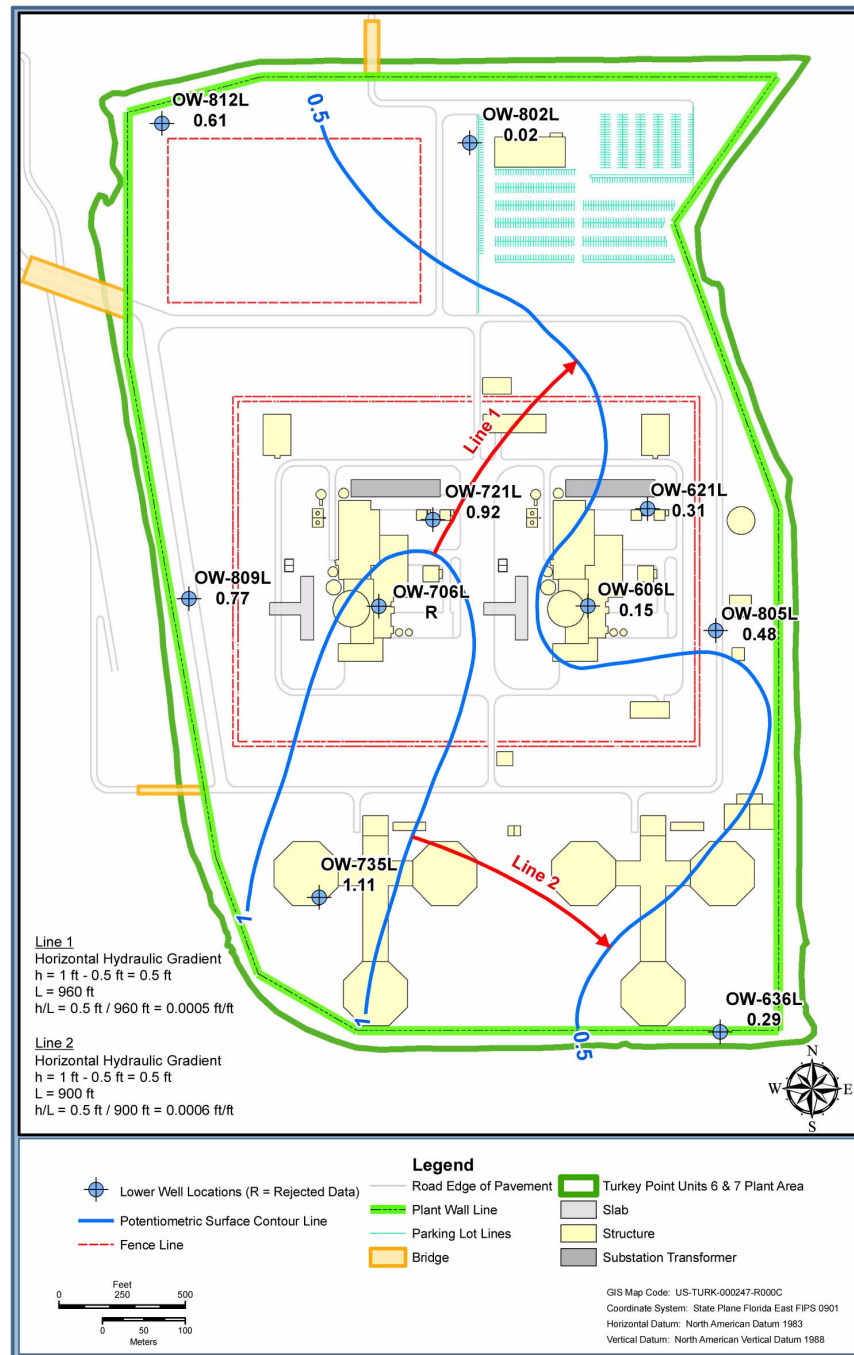 OW-812L
0.61
0.5
OW-802L
0.02
Line 1
OW-721L
0.92
OW-621L
0.31
OW-809L
0.77
OW-706L
R
OW-606L
0.15
OW-805L
0.48
OW-735L
1.11
Line 2
1
1
0.5
OW-636L
0.29
Line 1
Horizontal Hydraulic Gradient
h = 1 ft - 0.5 ft = 0.5 ft
L = 960 ft
h/L = 0.5 ft / 960 ft = 0.0005 ft/ft
Line 2
Horizontal Hydraulic Gradient
h = 1 ft - 0.5 ft = 0.5 ft
L = 900 ft
h/L = 0.5 ft / 900 ft = 0.0006 ft/ft
N
W E
S
Legend
Lower Well Locations (R = Rejected Data)
Potentiometric Surface Contour Line
Fence Line
Road Edge of Pavement
Plant Wall Line
Parking Lot Lines
Bridge
Turkey Point Units 6 & 7 Plant Area
Slab
Structure
Substation Transformer
Feet
0 250 500
0 50 100
Meters
GIS Map Code: US-TURK-000247-R000C
Coordinate System: State Plane Florida East FIPS 0901
Horizontal Datum: North American Datum 1983
Vertical Datum: North American Vertical Datum 1988